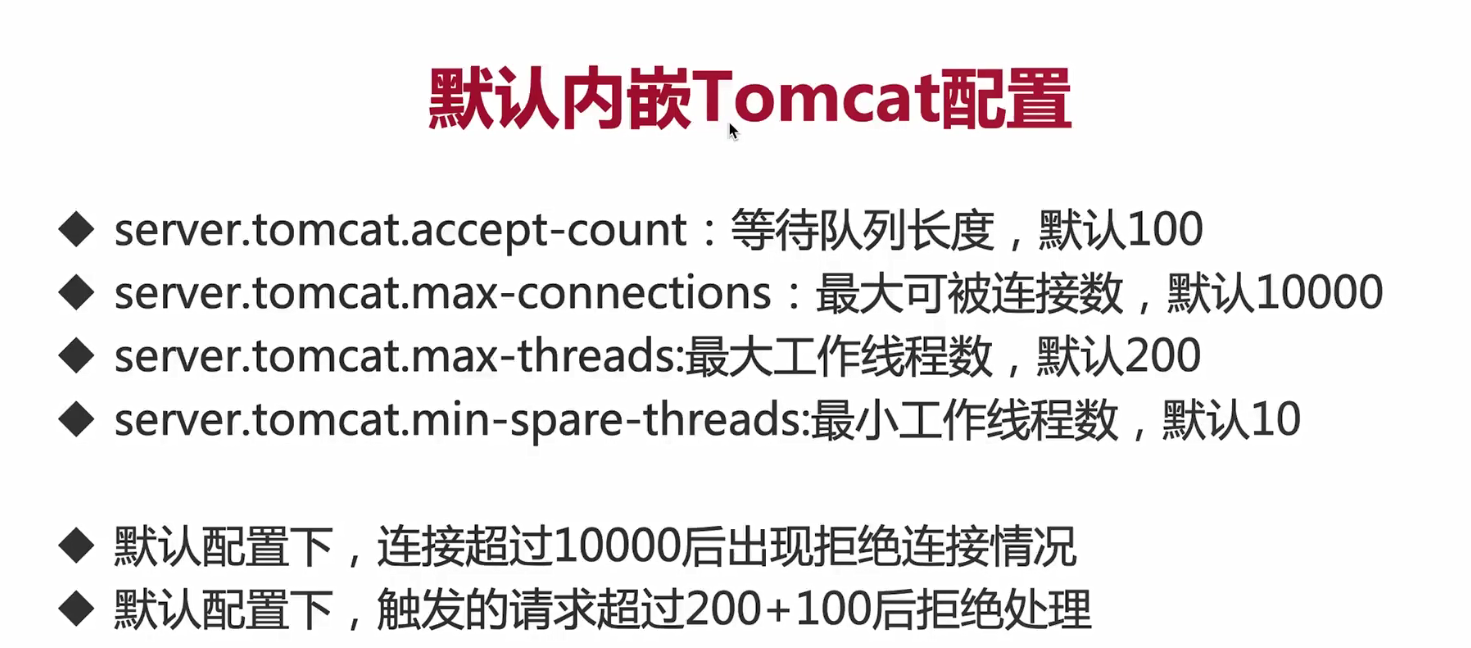 默认内嵌Tomcat配置
◆ server.tomcat.accept-count：等待队列长度，默认100
◆ server.tomcat.max-connections：最大可被连接数，默认10000
◆ server.tomcat.max-threads:最大工作线程数，默认200
◆ server.tomcat.min-spare-threads:最小工作线程数，默认10
◆ 默认配置下，连接超过10000后出现拒绝连接情况
◆ 默认配置下，触发的请求超过200+100后拒绝处理